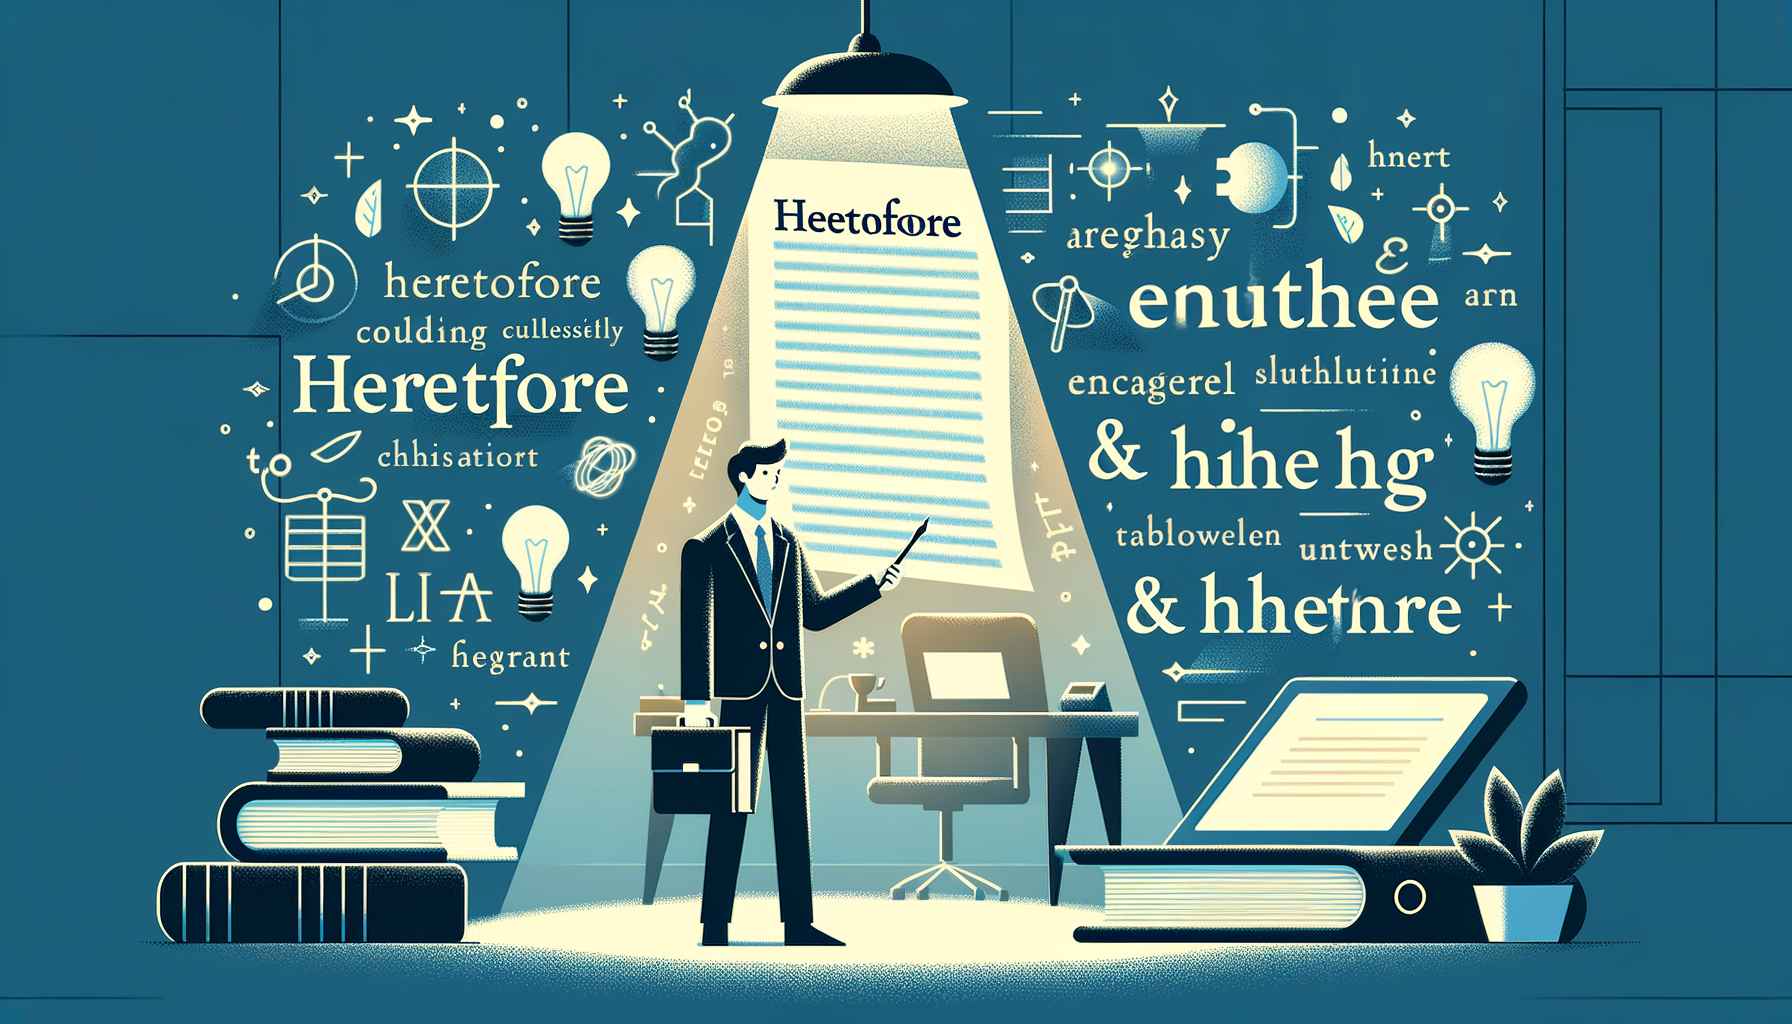 Heetofore
heretofore
coulding cullessitly
Heretfore
to
chhisatiort
LIA
hegrant
hnert
areghasy
enuthee arn
encagerel sluthlutiine
& hihe hg
tablowelen untwesh
& hhetnre